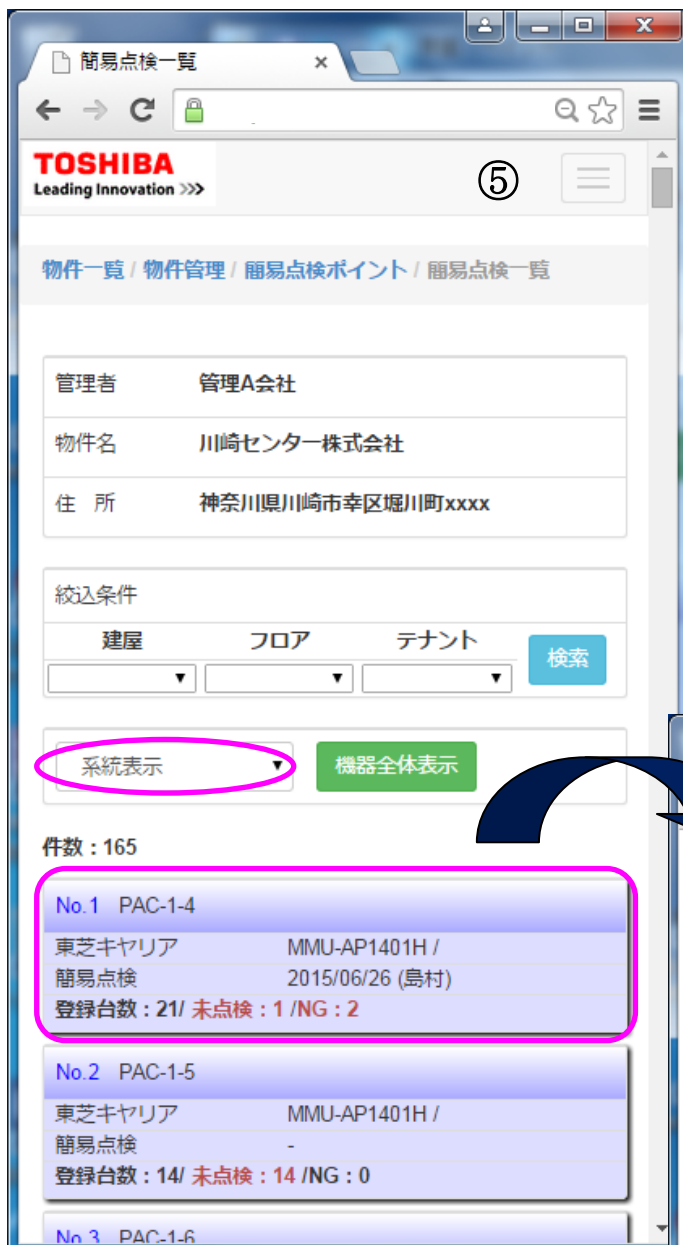 簡易点検一覧
TOSHIBA
Leading Innovation >>>
⑤
物件一覧 / 物件管理 / 簡易点検ポイント / 簡易点検一覧
管理者 管理A会社
物件名 川崎センター株式会社
住 所 神奈川県川崎市幸区堀川町xxxx
絞込条件
建屋 フロア テナント
検索
系統表示 機器全体表示
件数：165
No.1 PAC-1-4
東芝キヤリア MMU-AP1401H /
簡易点検 2015/06/26 (島村)
登録台数：21/ 未点検：1 /NG：2
No.2 PAC-1-5
東芝キヤリア MMU-AP1401H /
簡易点検 -
登録台数：14/ 未点検：14 /NG：0
No.3 PAC-1-6